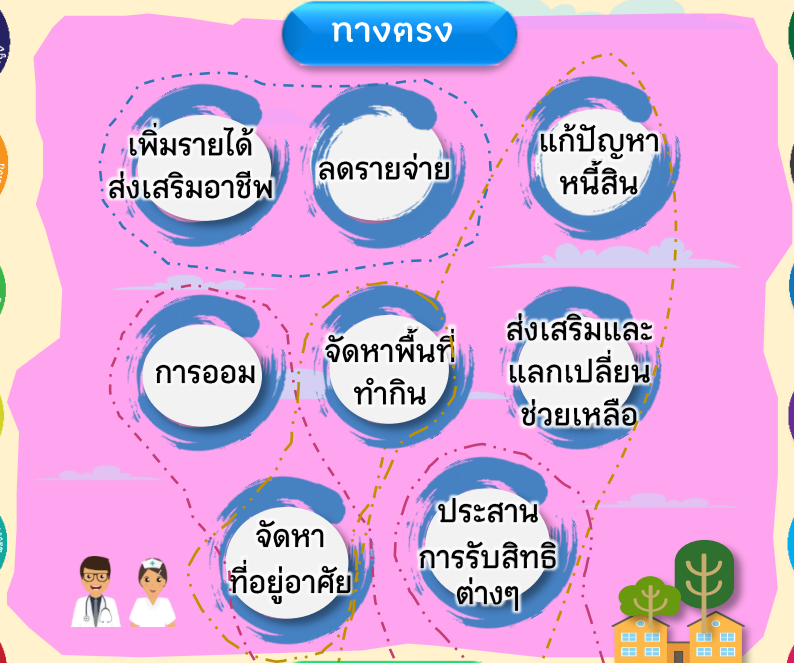 ทางตรง
เพิ่มรายได้
ส่งเสริมอาชีพ
ลดรายจ่าย
แก้ปัญหา
หนี้สิน
การออม
จัดหาพื้นที่
ทำกิน
ส่งเสริมและ
แลกเปลี่ยน
ช่วยเหลือ
จัดหา
ที่อยู่อาศัย
ประสาน
การรับสิทธิ
ต่างๆ